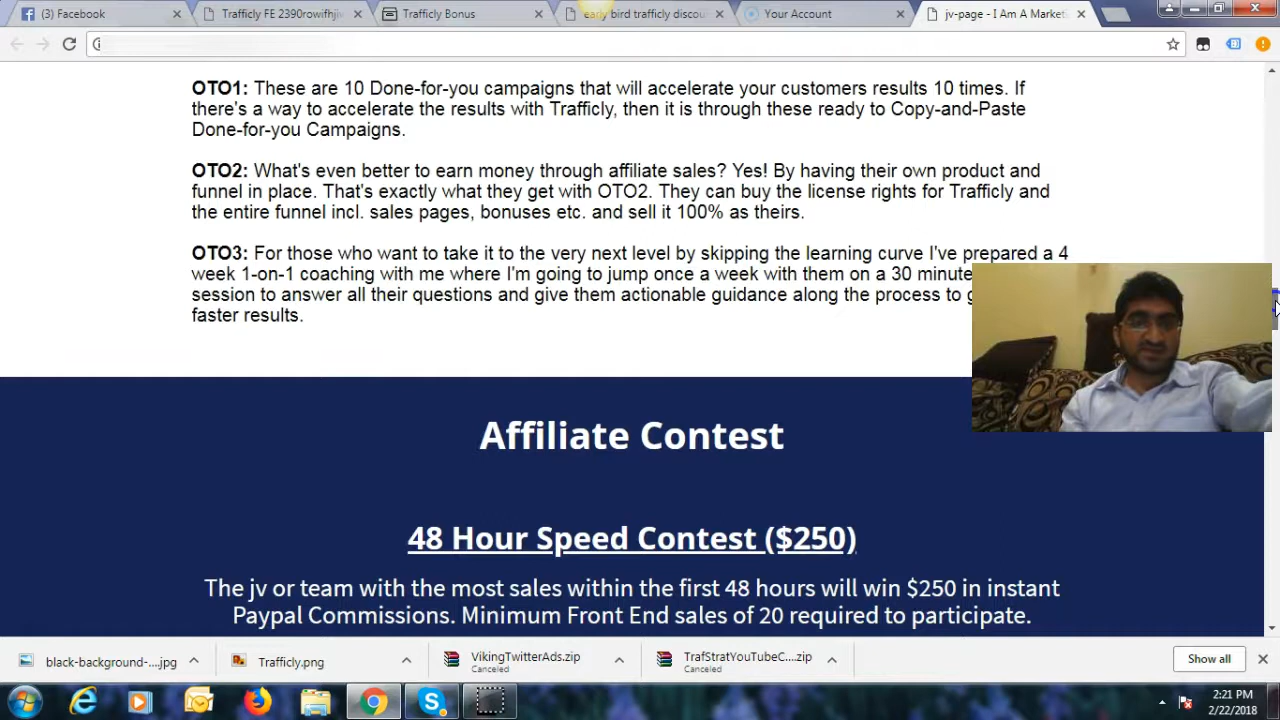 (3) Facebook
Trafficly FE 2390rowifhji
Trafficly Bonus
early bird trafficly discou
Your Account
jv-page - I Am A Market
OTO1: These are 10 Done-for-you campaigns that will accelerate your customers results 10 times. If
there's a way to accelerate the results with Trafficly, then it is through these ready to Copy-and-Paste
Done-for-you Campaigns.
OTO2: What's even better to earn money through affiliate sales? Yes! By having their own product and
funnel in place. That's exactly what they get with OTO2. They can buy the license rights for Trafficly and
the entire funnel incl. sales pages, bonuses etc. and sell it 100% as theirs.
OTO3: For those who want to take it to the very next level by skipping the learning curve I've prepared a 4
week 1-on-1 coaching with me where I'm going to jump once a week with them on a 30 minute
session to answer all their questions and give them actionable guidance along the process to
faster results.
Affiliate Contest
48 Hour Speed Contest ($250)
The jv or team with the most sales within the first 48 hours will win $250 in instant
Paypal Commissions. Minimum Front End sales of 20 required to participate.
black-background-....jpg
Trafficly.png
VikingTwitterAds.zip
Canceled
TrafStratYouTubeC....zip
Canceled
Show all
2:21 PM
2/22/2018